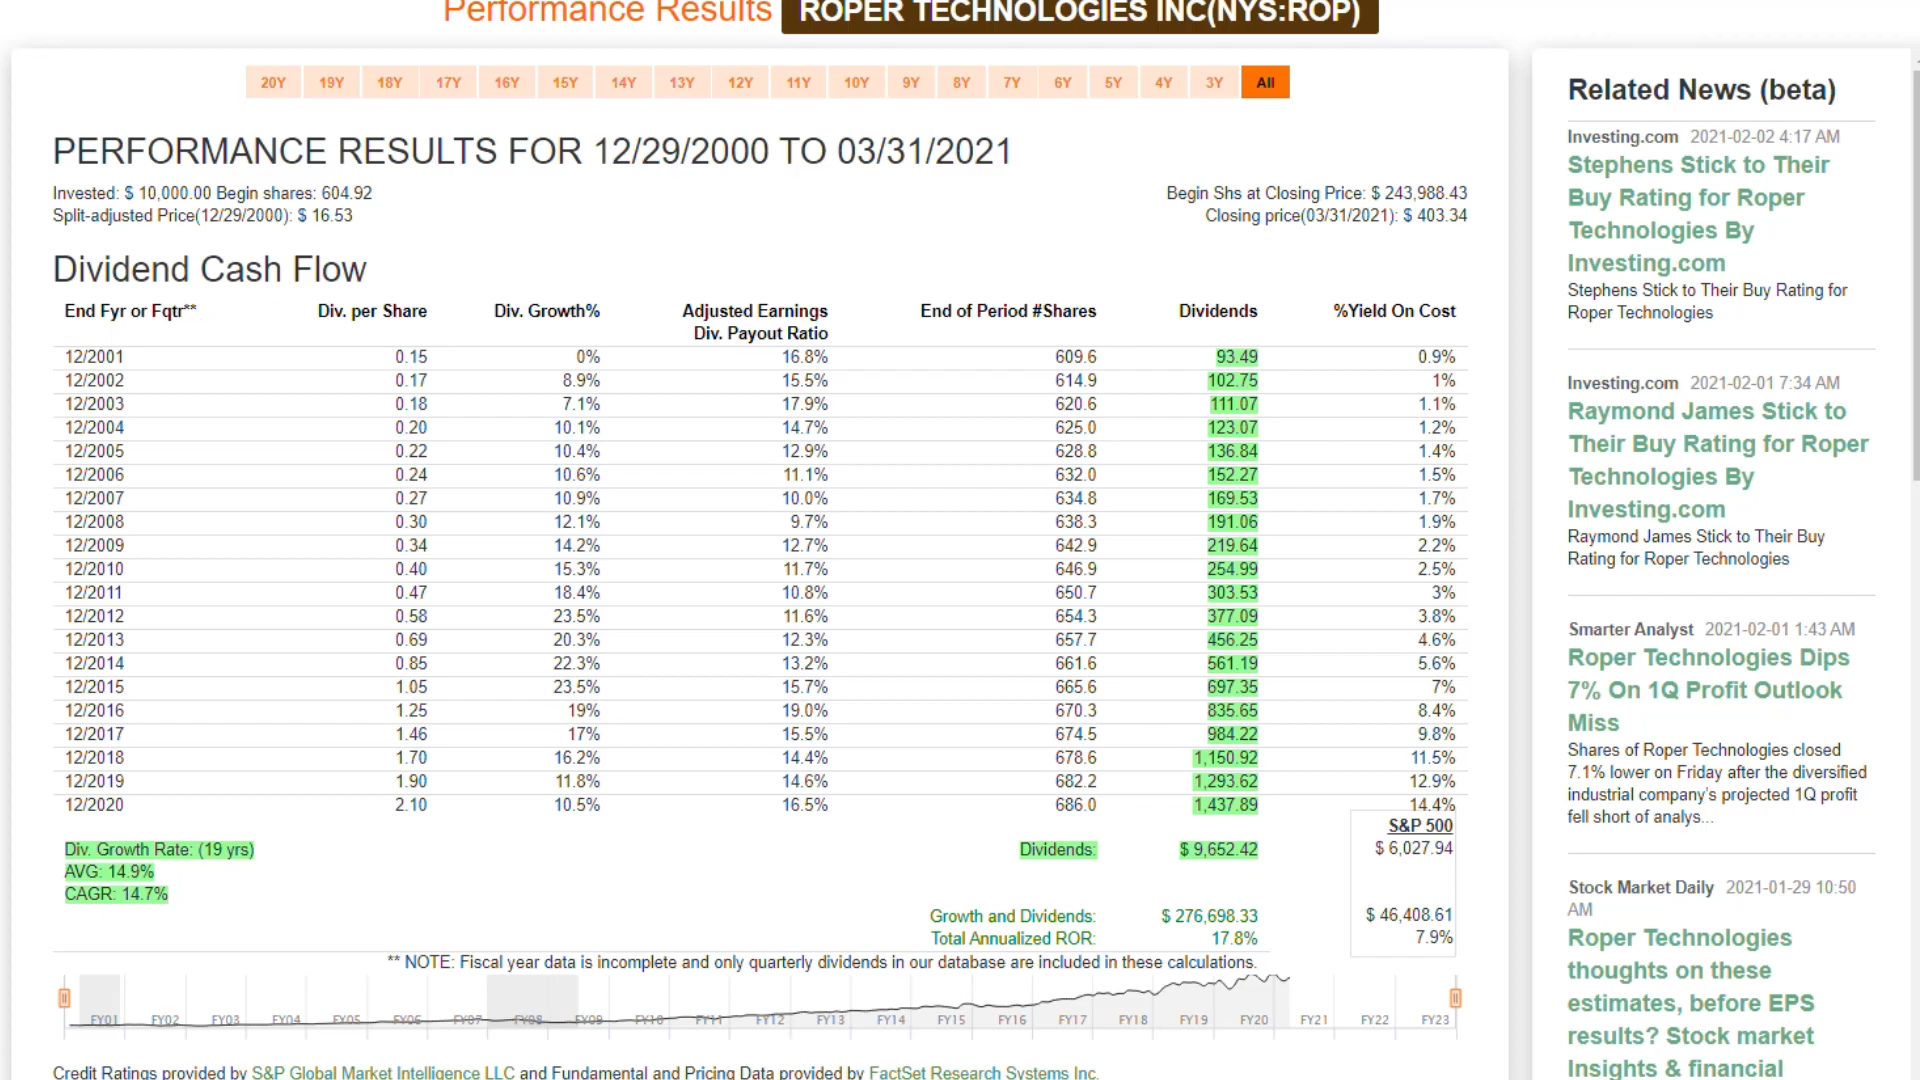 Performance Results ROPER TECHNOLOGIES INC(NYS:ROP)
20Y 19Y 18Y 17Y 16Y 15Y 14Y 13Y 12Y 11Y 10Y 9Y 8Y 7Y 6Y 5Y 4Y 3Y All
PERFORMANCE RESULTS FOR 12/29/2000 TO 03/31/2021
Invested: $ 10,000.00 Begin shares: 604.92
Split-adjusted Price(12/29/2000): $ 16.53
Begin Shs at Closing Price: $ 243,988.43
Closing price(03/31/2021): $ 403.34
Dividend Cash Flow
End Fyr or Fqtr** Div. per Share Div. Growth% Adjusted Earnings End of Period #Shares Dividends %Yield On Cost
Div. Payout Ratio
12/2001 0.15 0% 16.8% 609.6 93.49 0.9%
12/2002 0.17 8.9% 15.5% 614.9 102.75 1%
12/2003 0.18 7.1% 17.9% 620.6 111.07 1.1%
12/2004 0.20 10.1% 14.7% 625.0 123.07 1.2%
12/2005 0.22 10.4% 12.9% 628.8 136.84 1.4%
12/2006 0.24 10.6% 11.1% 632.0 152.27 1.5%
12/2007 0.27 10.9% 10.0% 634.8 169.53 1.7%
12/2008 0.30 12.1% 9.7% 638.3 191.06 1.9%
12/2009 0.34 14.2% 12.7% 642.9 219.64 2.2%
12/2010 0.40 15.3% 11.7% 646.9 254.99 2.5%
12/2011 0.47 18.4% 10.8% 650.7 303.53 3%
12/2012 0.58 23.5% 11.6% 654.3 377.09 3.8%
12/2013 0.69 20.3% 12.3% 657.7 456.25 4.6%
12/2014 0.85 22.3% 13.2% 661.6 561.19 5.6%
12/2015 1.05 23.5% 15.7% 665.6 697.35 7%
12/2016 1.25 19% 19.0% 670.3 835.65 8.4%
12/2017 1.46 17% 15.5% 674.5 984.22 9.8%
12/2018 1.70 16.2% 14.4% 678.6 1,150.92 11.5%
12/2019 1.90 11.8% 14.6% 682.2 1,293.62 12.9%
12/2020 2.10 10.5% 16.5% 686.0 1,437.89 14.4%
S&P 500
Div. Growth Rate: (19 yrs) Dividends: $ 9,652.42 $ 6,027.94
AVG: 14.9%
CAGR: 14.7%
Growth and Dividends: $ 276,698.33 $ 46,408.61
Total Annualized ROR: 17.8% 7.9%
** NOTE: Fiscal year data is incomplete and only quarterly dividends in our database are included in these calculations.
FY01 FY02 FY03 FY04 FY05 FY06 FY07 FY08 FY09 FY10 FY11 FY12 FY13 FY14 FY15 FY16 FY17 FY18 FY19 FY20 FY21 FY22 FY23
Credit Ratings provided by S&P Global Market Intelligence LLC and Fundamental and Pricing Data provided by FactSet Research Systems Inc.
Related News (beta)
Investing.com 2021-02-02 4:17 AM
Stephens Stick to Their
Buy Rating for Roper
Technologies By
Investing.com
Stephens Stick to Their Buy Rating for
Roper Technologies
Investing.com 2021-02-01 7:34 AM
Raymond James Stick to
Their Buy Rating for Roper
Technologies By
Investing.com
Raymond James Stick to Their Buy
Rating for Roper Technologies
Smarter Analyst 2021-02-01 1:43 AM
Roper Technologies Dips
7% On 1Q Profit Outlook
Miss
Shares of Roper Technologies closed
7.1% lower on Friday after the diversified
industrial company's projected 1Q profit
fell short of analys...
Stock Market Daily 2021-01-29 10:50
AM
Roper Technologies
thoughts on these
estimates, before EPS
results? Stock market
Insights & financial